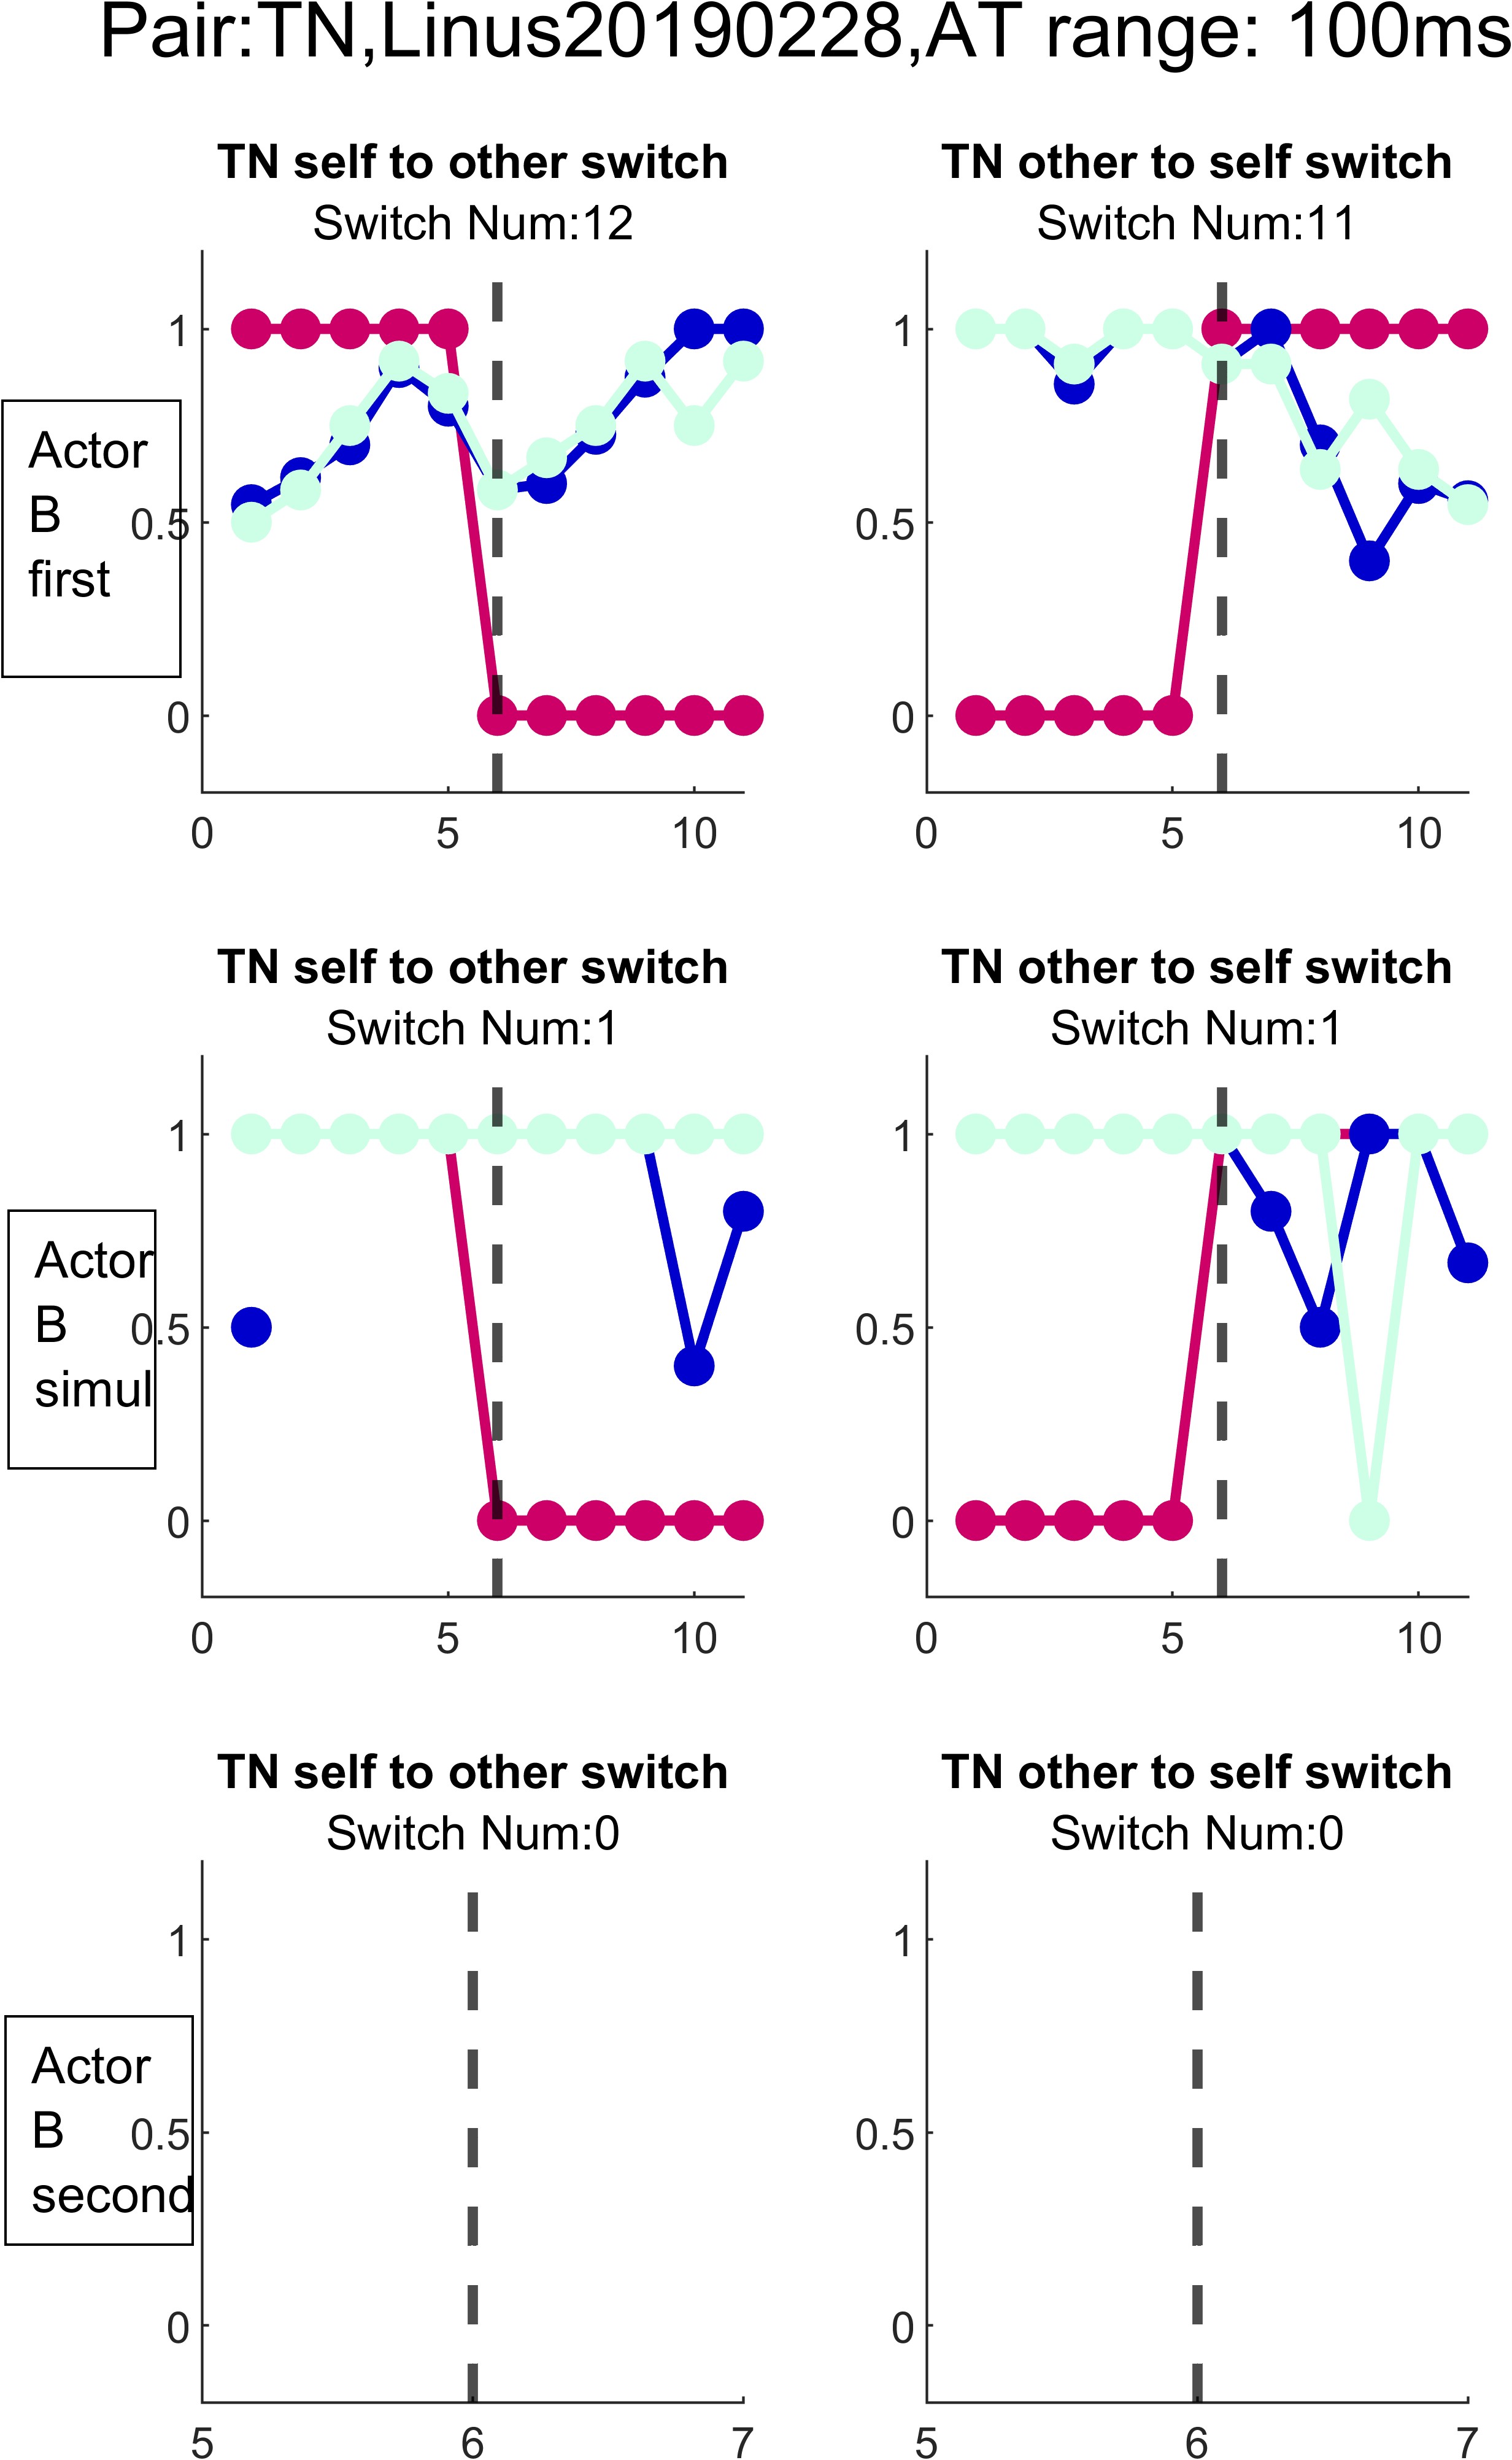 Pair:TN,Linus20190228,AT range: 100ms
TN self to other switch
Switch Num:12
TN other to self switch
Switch Num:11
Actor
B
first
1
0.5
0
0
5
10
1
0.5
0
0
5
10
TN self to other switch
Switch Num:1
TN other to self switch
Switch Num:1
Actor
B
simul
1
0.5
0
0
5
10
1
0.5
0
0
5
10
TN self to other switch
Switch Num:0
TN other to self switch
Switch Num:0
Actor
B
second
1
0.5
0
5
6
7
1
0.5
0
5
6
7